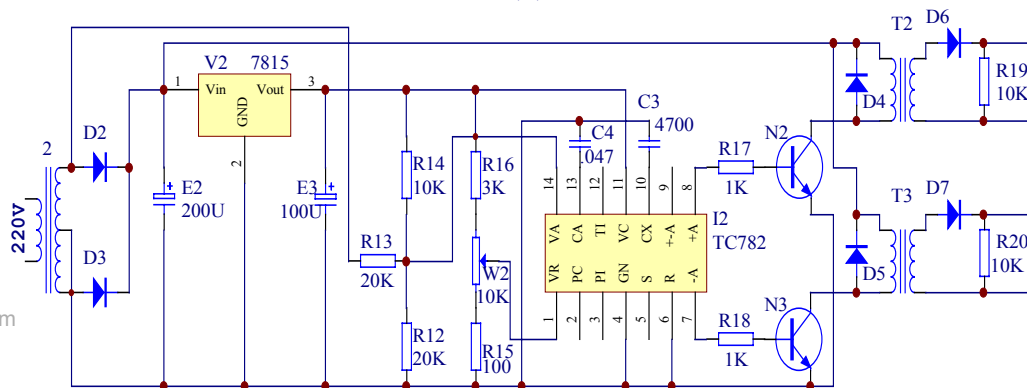 T2
D6
V2
7815
1
Vin
Vout
3
GND
2
D4
R19
10K
2
D2
220V
E2
200U
E3
100U
R14
10K
R16
3K
C4
.047
C3
4700
N2
R17
1K
14
13
12
11
10
9
8
VA
CA
TI
VC
CX
+-A
+A
I2
TC782
VR
PC
PI
GN
S
R
-A
1
2
3
4
5
6
7
T3
D7
D5
R20
10K
D3
R13
20K
W2
10K
R12
20K
R15
100
R18
1K
N3
m